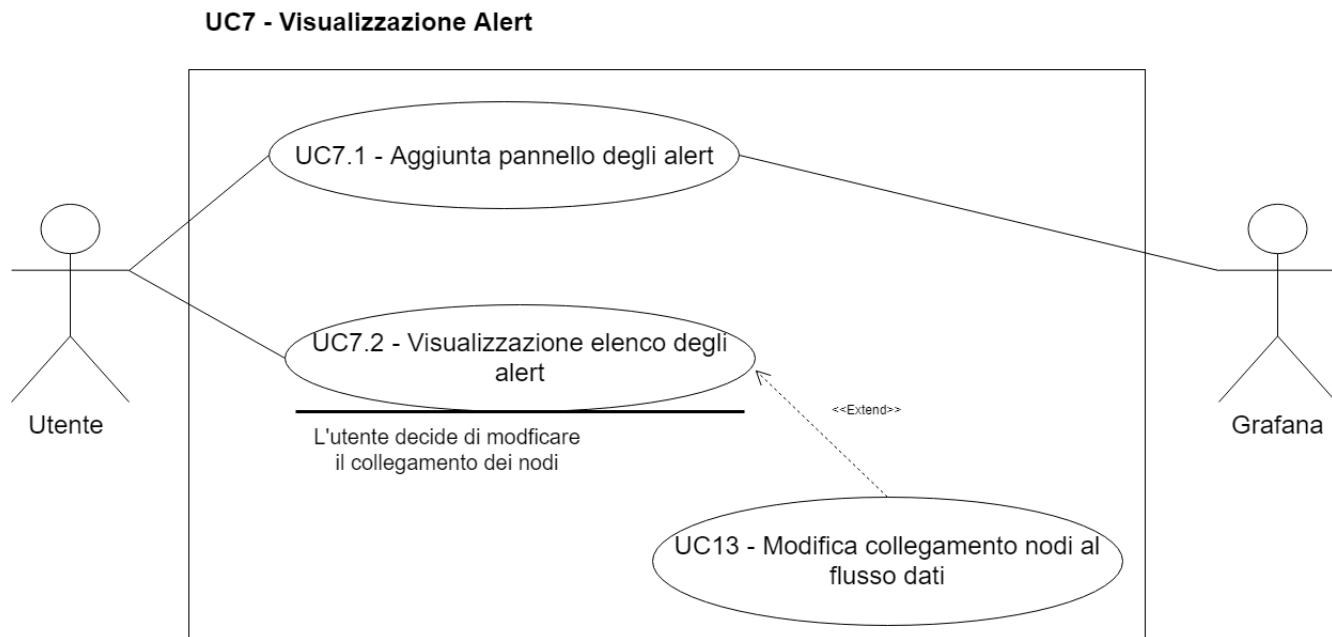 UC7 - Visualizzazione Alert
UC7.1 - Aggiunta pannello degli alert
UC7.2 - Visualizzazione elenco degli
alert
<<Extend>>
Utente
Grafana
L'utente decide di modficare
il collegamento dei nodi
UC13 - Modifica collegamento nodi al
flusso dati